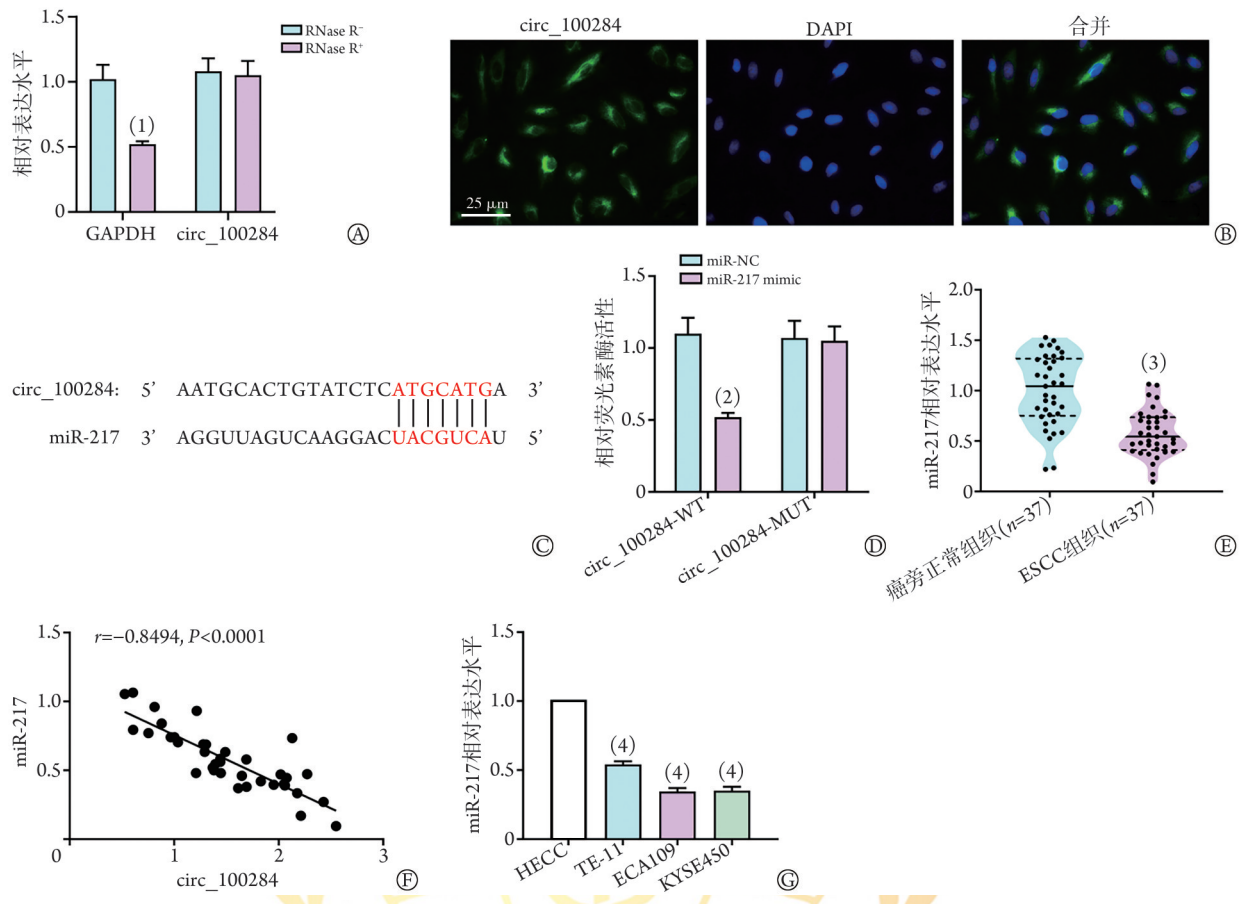 1.5
1.0
0.5
0
相对表达水平
RNase R⁻
RNase R⁺
(1)
GAPDH circ_100284
Ⓐ
circ_100284 DAPI 合并
25 μm
Ⓑ
circ_100284: 5’ AATGCACTGTATCTCATGCATGA 3’
miR-217 3’ AGGUUAGUCAAGGACUACGUCAU 5’
Ⓒ
miR-NC
miR-217 mimic
1.5
1.0
0.5
0
相对荧光素酶活性
(2)
circ_100284-WT circ_100284-MUT
Ⓓ
2.0
1.5
1.0
0.5
0
miR-217相对表达水平
(3)
癌旁正常组织(n=37) ESCC组织(n=37)
Ⓔ
r=−0.8494, P<0.0001
1.5
1.0
0.5
miR-217
0 1 2 3
circ_100284
Ⓕ
1.5
1.0
0.5
0
miR-217相对表达水平
(4) (4) (4)
HECC TE-11 ECA109 KYSE450
Ⓖ